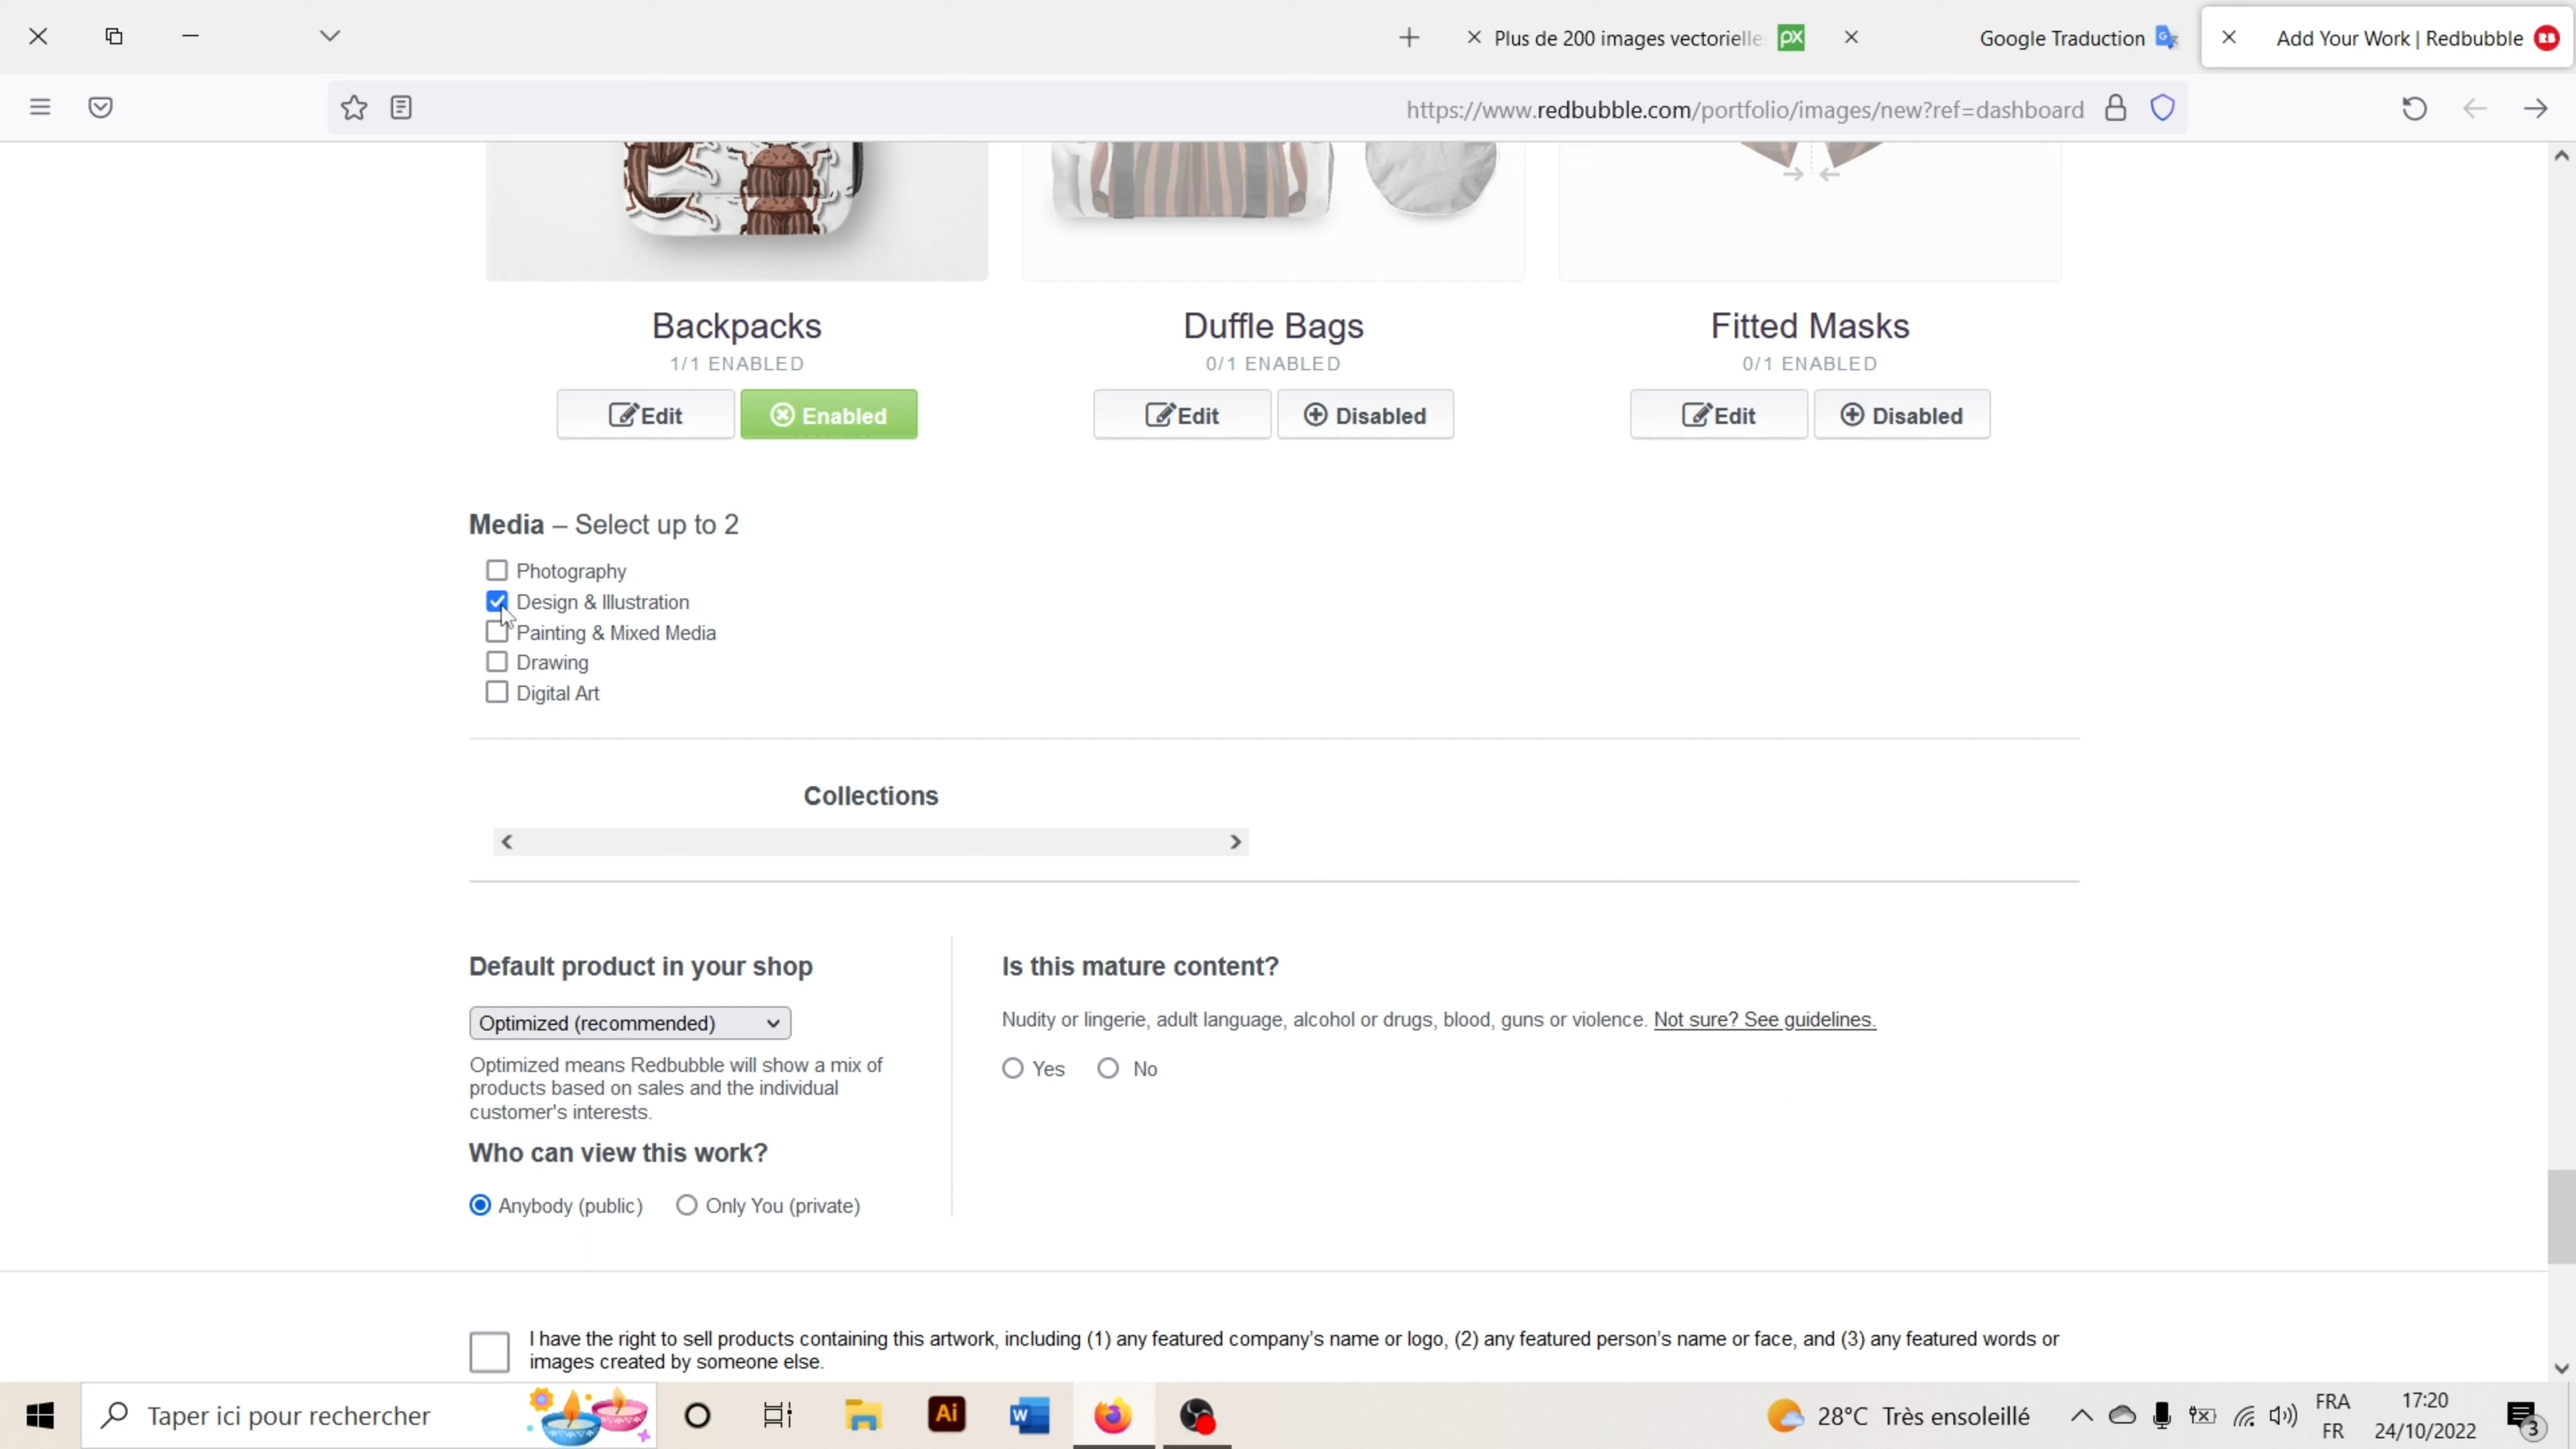 Plus de 200 images vectorielle
px
Google Traduction
Add Your Work | Redbubble
RB
https://www.redbubble.com/portfolio/images/new?ref=dashboard
Backpacks
1/1 ENABLED
Edit
Enabled
Duffle Bags
0/1 ENABLED
Edit
Disabled
Fitted Masks
0/1 ENABLED
Edit
Disabled
Media – Select up to 2
Photography
Design & Illustration
Painting & Mixed Media
Drawing
Digital Art
Collections
Default product in your shop
Optimized (recommended)
Optimized means Redbubble will show a mix of
products based on sales and the individual
customer's interests.
Who can view this work?
Anybody (public)
Only You (private)
Is this mature content?
Nudity or lingerie, adult language, alcohol or drugs, blood, guns or violence. Not sure? See guidelines.
Yes
No
I have the right to sell products containing this artwork, including (1) any featured company's name or logo, (2) any featured person's name or face, and (3) any featured words or
images created by someone else.
Taper ici pour rechercher
Ai
W
28°C Très ensoleillé
FRA
FR
17:20
24/10/2022
3